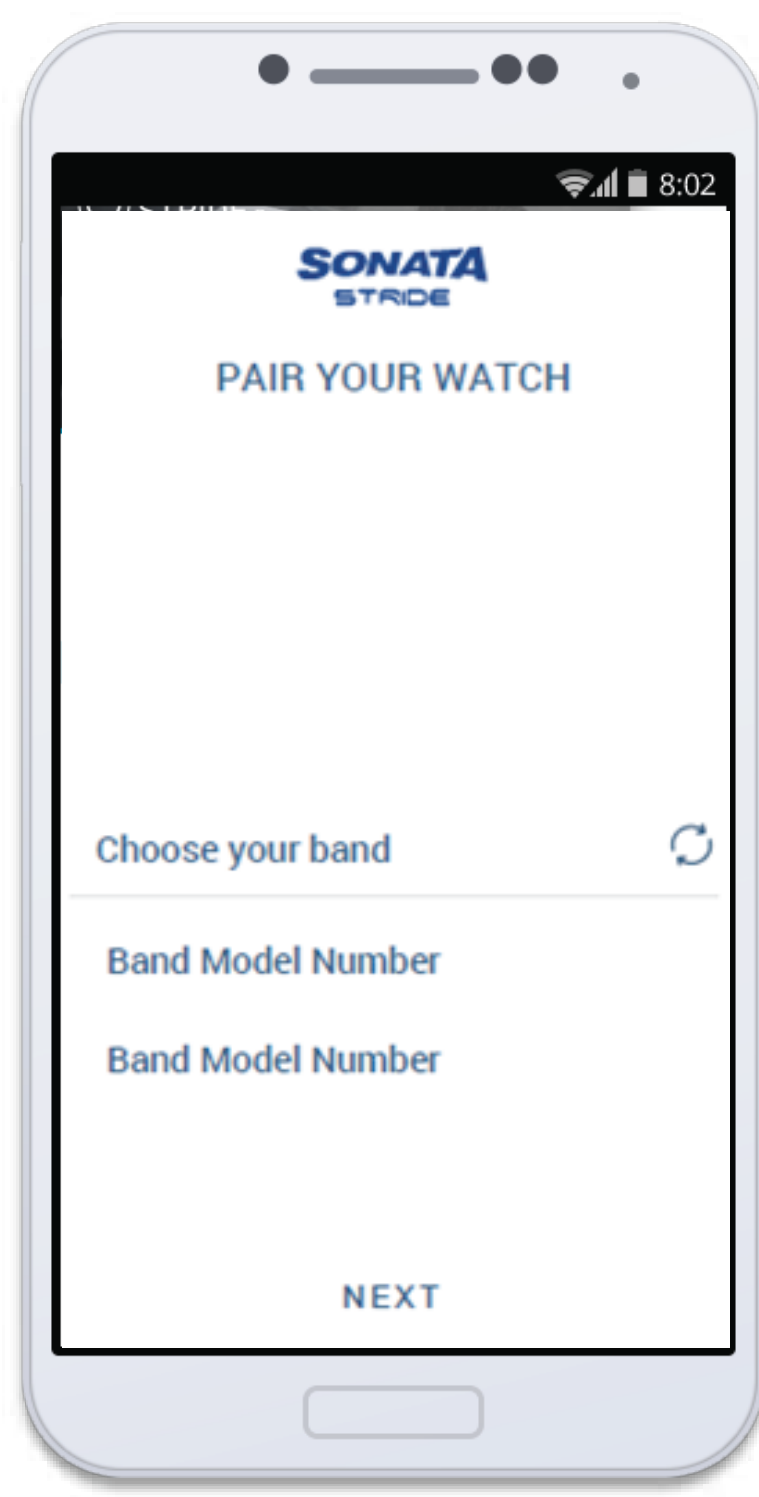 8:02
SONATA
STRIDE
PAIR YOUR WATCH
Choose your band
Band Model Number
Band Model Number
NEXT